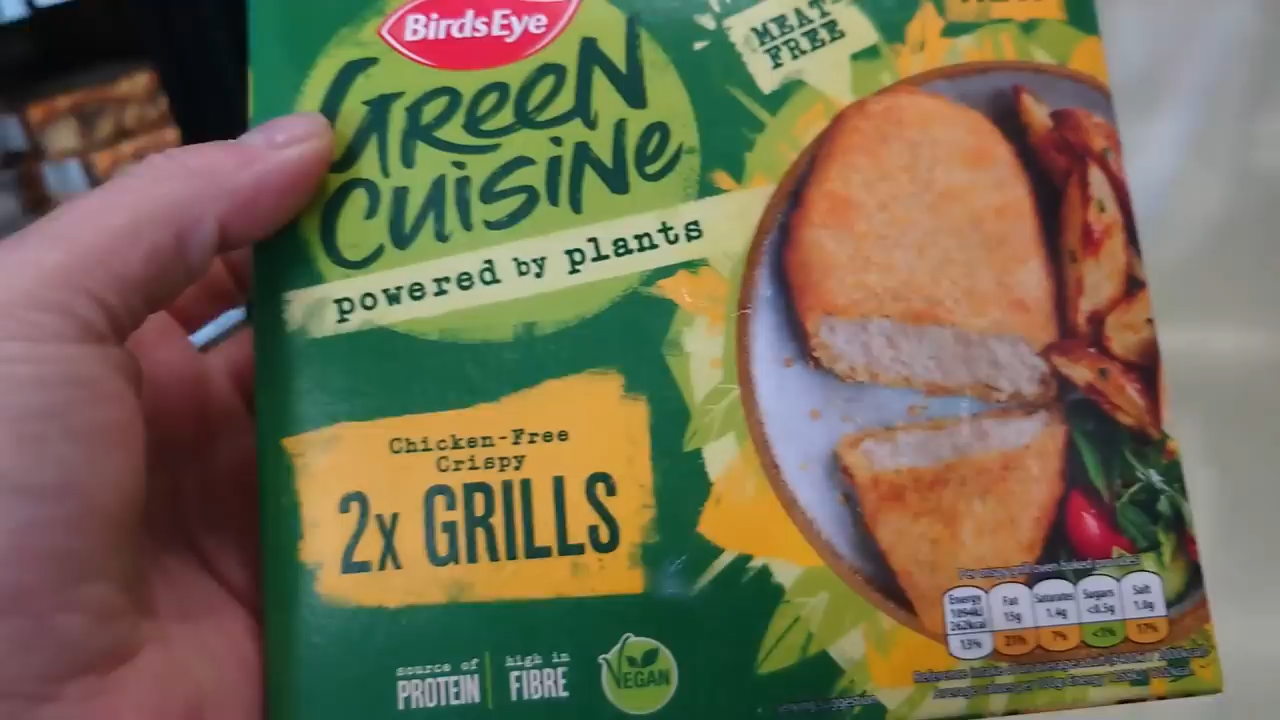 BirdsEye
GReeN
CUiSiNe
powered by plants
MEAT-
FREE
Chicken-Free
Crispy
2x GRILLS
source of
PROTEIN
high in
FIBRE
VEGAN
Energy
1094kJ
262kcal
13%
Fat
15g
21%
Saturates
1.4g
7%
Sugars
<0.5g
<1%
Salt
1.0g
17%